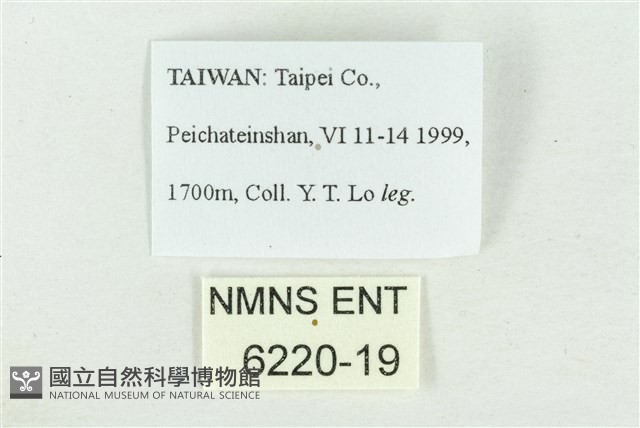 TAIWAN: Taipei Co.,
Peichateinshan, VI 11-14 1999,
1700m, Coll. Y. T. Lo leg.
NMNS ENT
6220-19
國立自然科學博物館
NATIONAL MUSEUM OF NATURAL SCIENCE